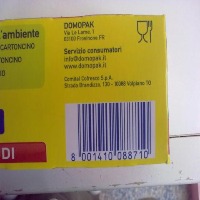 l'ambiente
CARTONCINO
TONCINO
DOMOPAK
Via Le Lame, 1
03100 Frosinone FR
Servizio consumatori
info@domopak.it
www.domopak.it
Comital Cofresco S.p.A.
Strada Brandizzo, 130 - 10088 Volpiano TO
DI
8 001410 088710